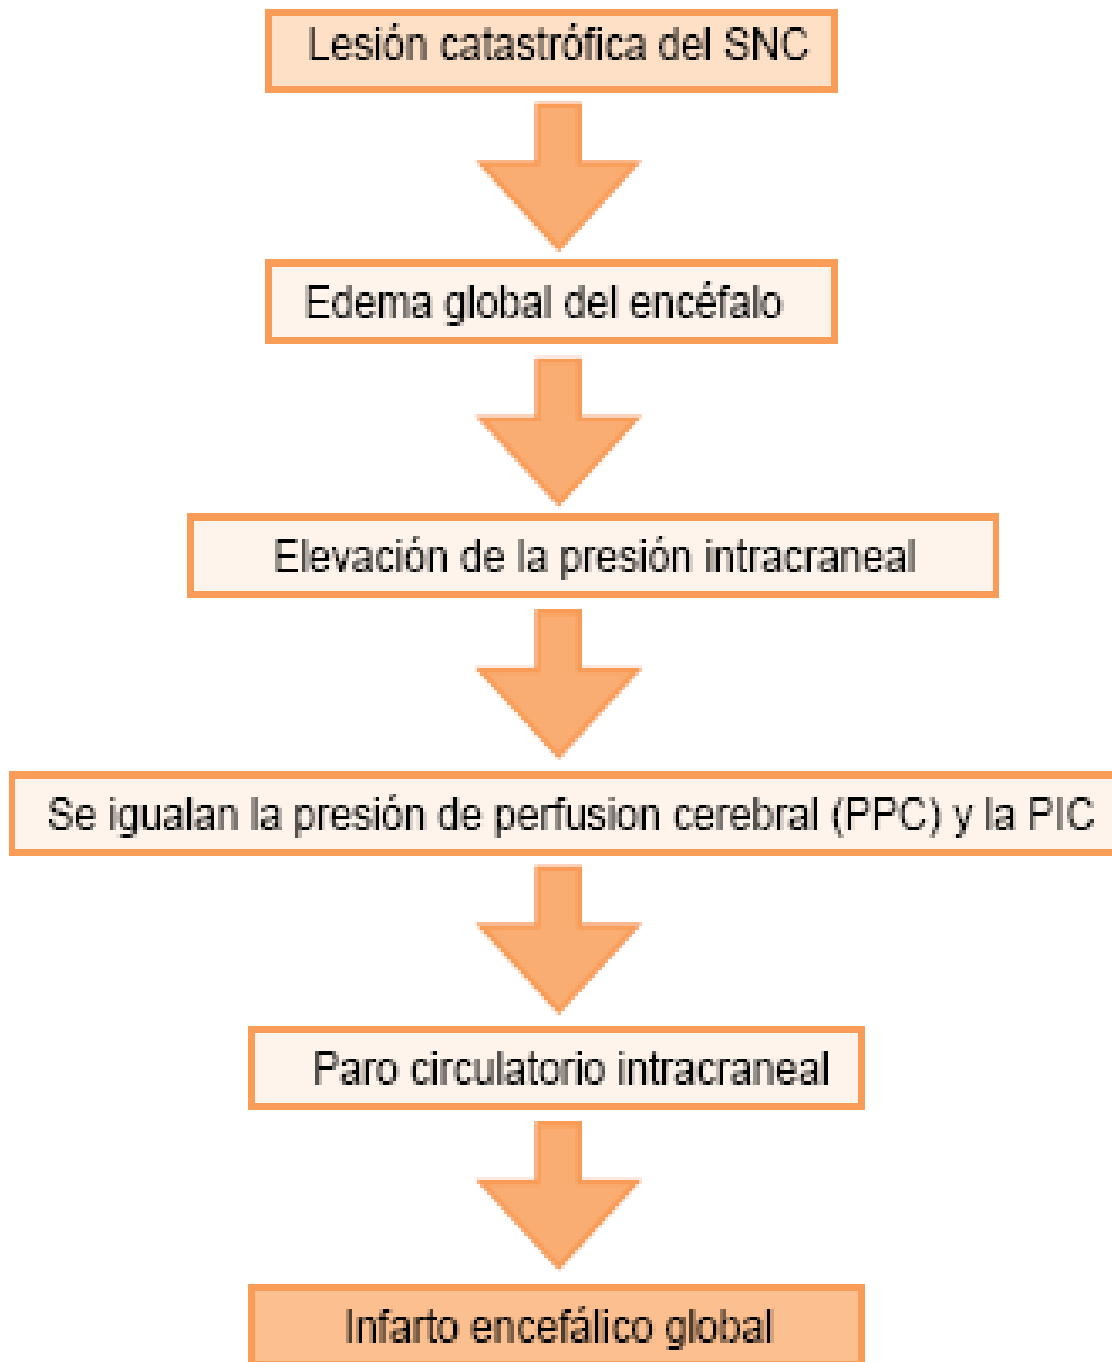 Lesión catastrófica del SNC
Edema global del encéfalo
Elevación de la presión intracraneal
Se igualan la presión de perfusion cerebral (PPC) y la PIC
Paro circulatorio intracraneal
Infarto encefálico global